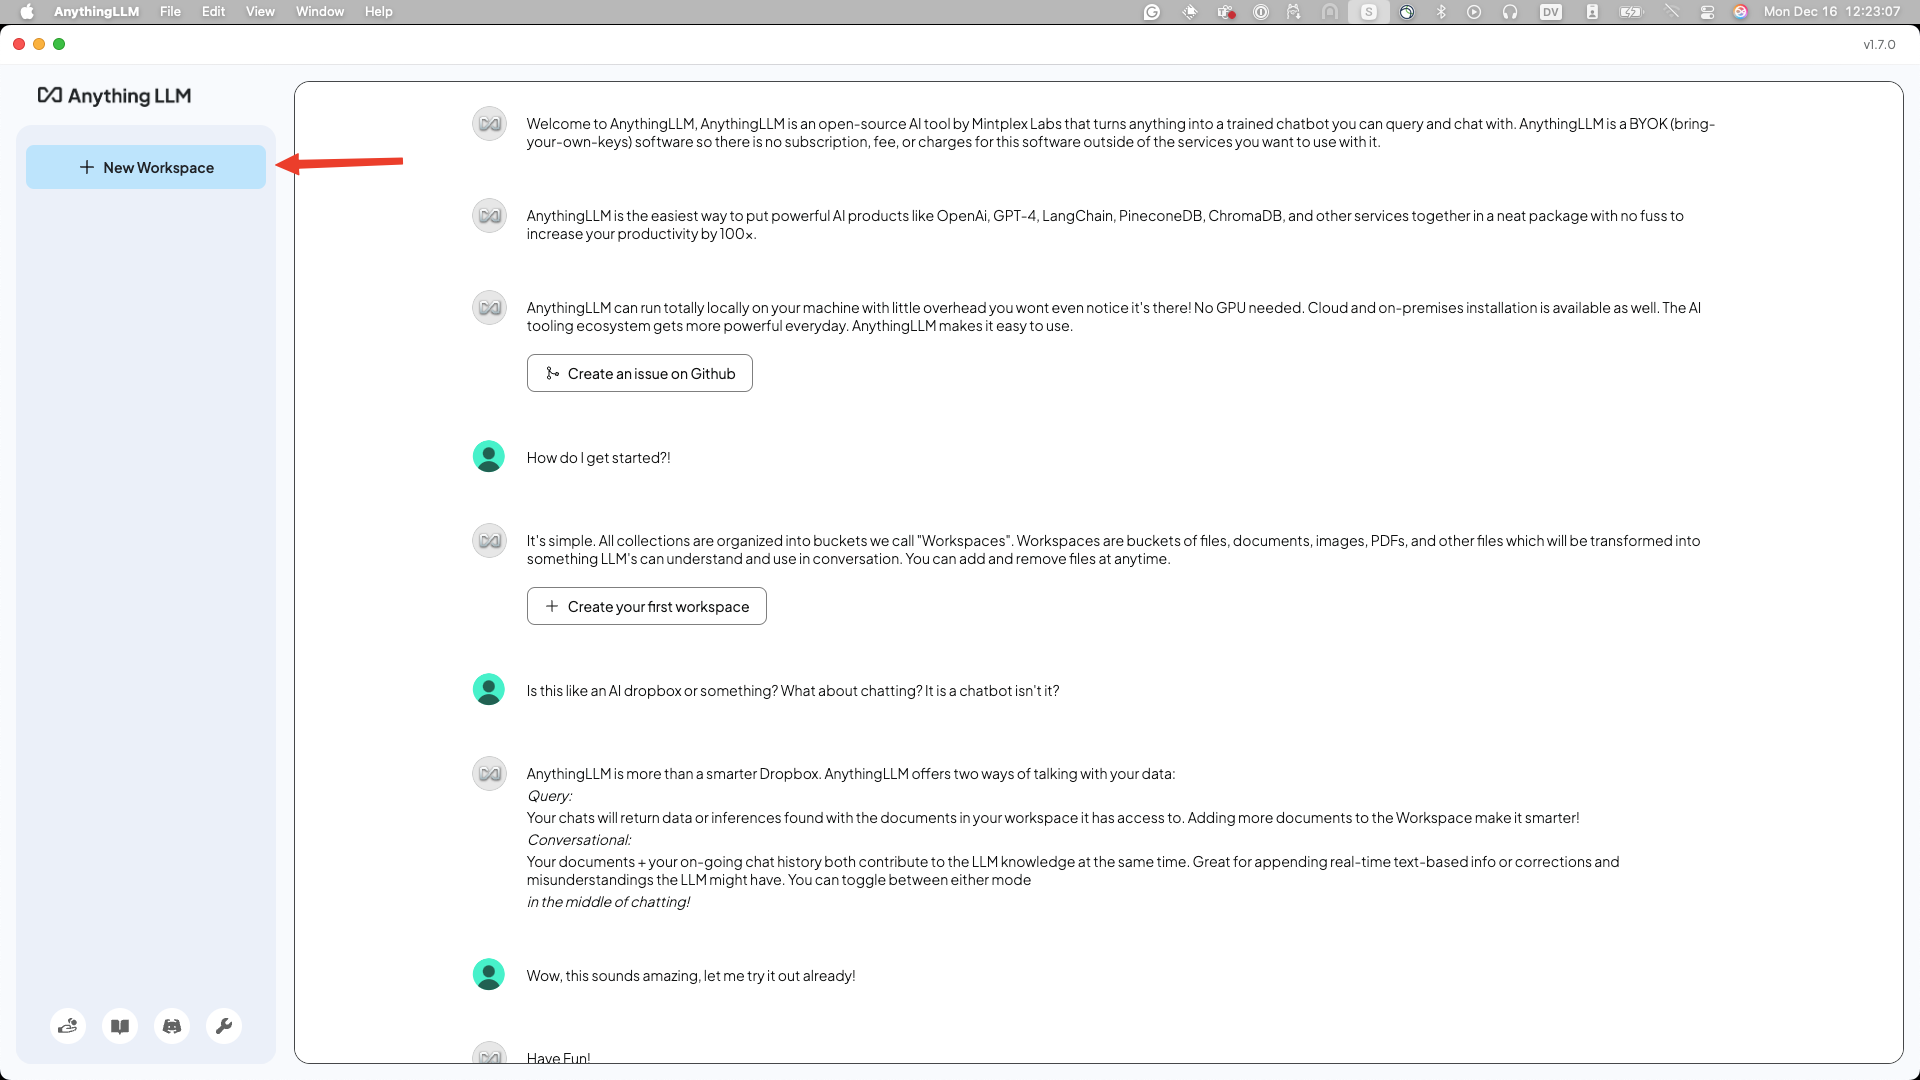 AnythingLLM File Edit View Window Help
S DV Mon Dec 16 12:23:07
v1.7.0
Anything LLM
New Workspace
Welcome to AnythingLLM, AnythingLLM is an open-source AI tool by Mintplex Labs that turns anything into a trained chatbot you can query and chat with. AnythingLLM is a BYOK (bring-
your-own-keys) software so there is no subscription, fee, or charges for this software outside of the services you want to use with it.
AnythingLLM is the easiest way to put powerful AI products like OpenAi, GPT-4, LangChain, PineconeDB, ChromaDB, and other services together in a neat package with no fuss to
increase your productivity by 100x.
AnythingLLM can run totally locally on your machine with little overhead you wont even notice it's there! No GPU needed. Cloud and on-premises installation is available as well. The AI
tooling ecosystem gets more powerful everyday. AnythingLLM makes it easy to use.
Create an issue on Github
How do I get started?!
It's simple. All collections are organized into buckets we call "Workspaces". Workspaces are buckets of files, documents, images, PDFs, and other files which will be transformed into
something LLM's can understand and use in conversation. You can add and remove files at anytime.
Create your first workspace
Is this like an AI dropbox or something? What about chatting? It is a chatbot isn't it?
AnythingLLM is more than a smarter Dropbox. AnythingLLM offers two ways of talking with your data:
Query:
Your chats will return data or inferences found with the documents in your workspace it has access to. Adding more documents to the Workspace make it smarter!
Conversational:
Your documents + your on-going chat history both contribute to the LLM knowledge at the same time. Great for appending real-time text-based info or corrections and
misunderstandings the LLM might have. You can toggle between either mode
in the middle of chatting!
Wow, this sounds amazing, let me try it out already!
Have Fun!